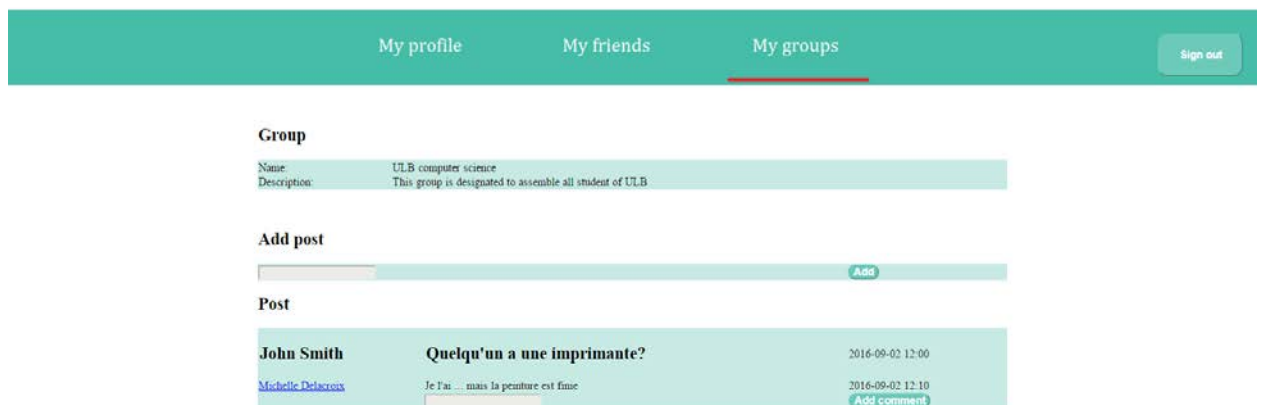 My profile My friends My groups Sign out
Group
Name: ULB computer science
Description: This group is designated to assemble all student of ULB
Add post
Add
Post
John Smith Quelqu'un a une imprimante? 2016-09-02 12:00
Michelle Delacroix Je l'ai ... mais la peinture est finie 2016-09-02 12:10
Add comment